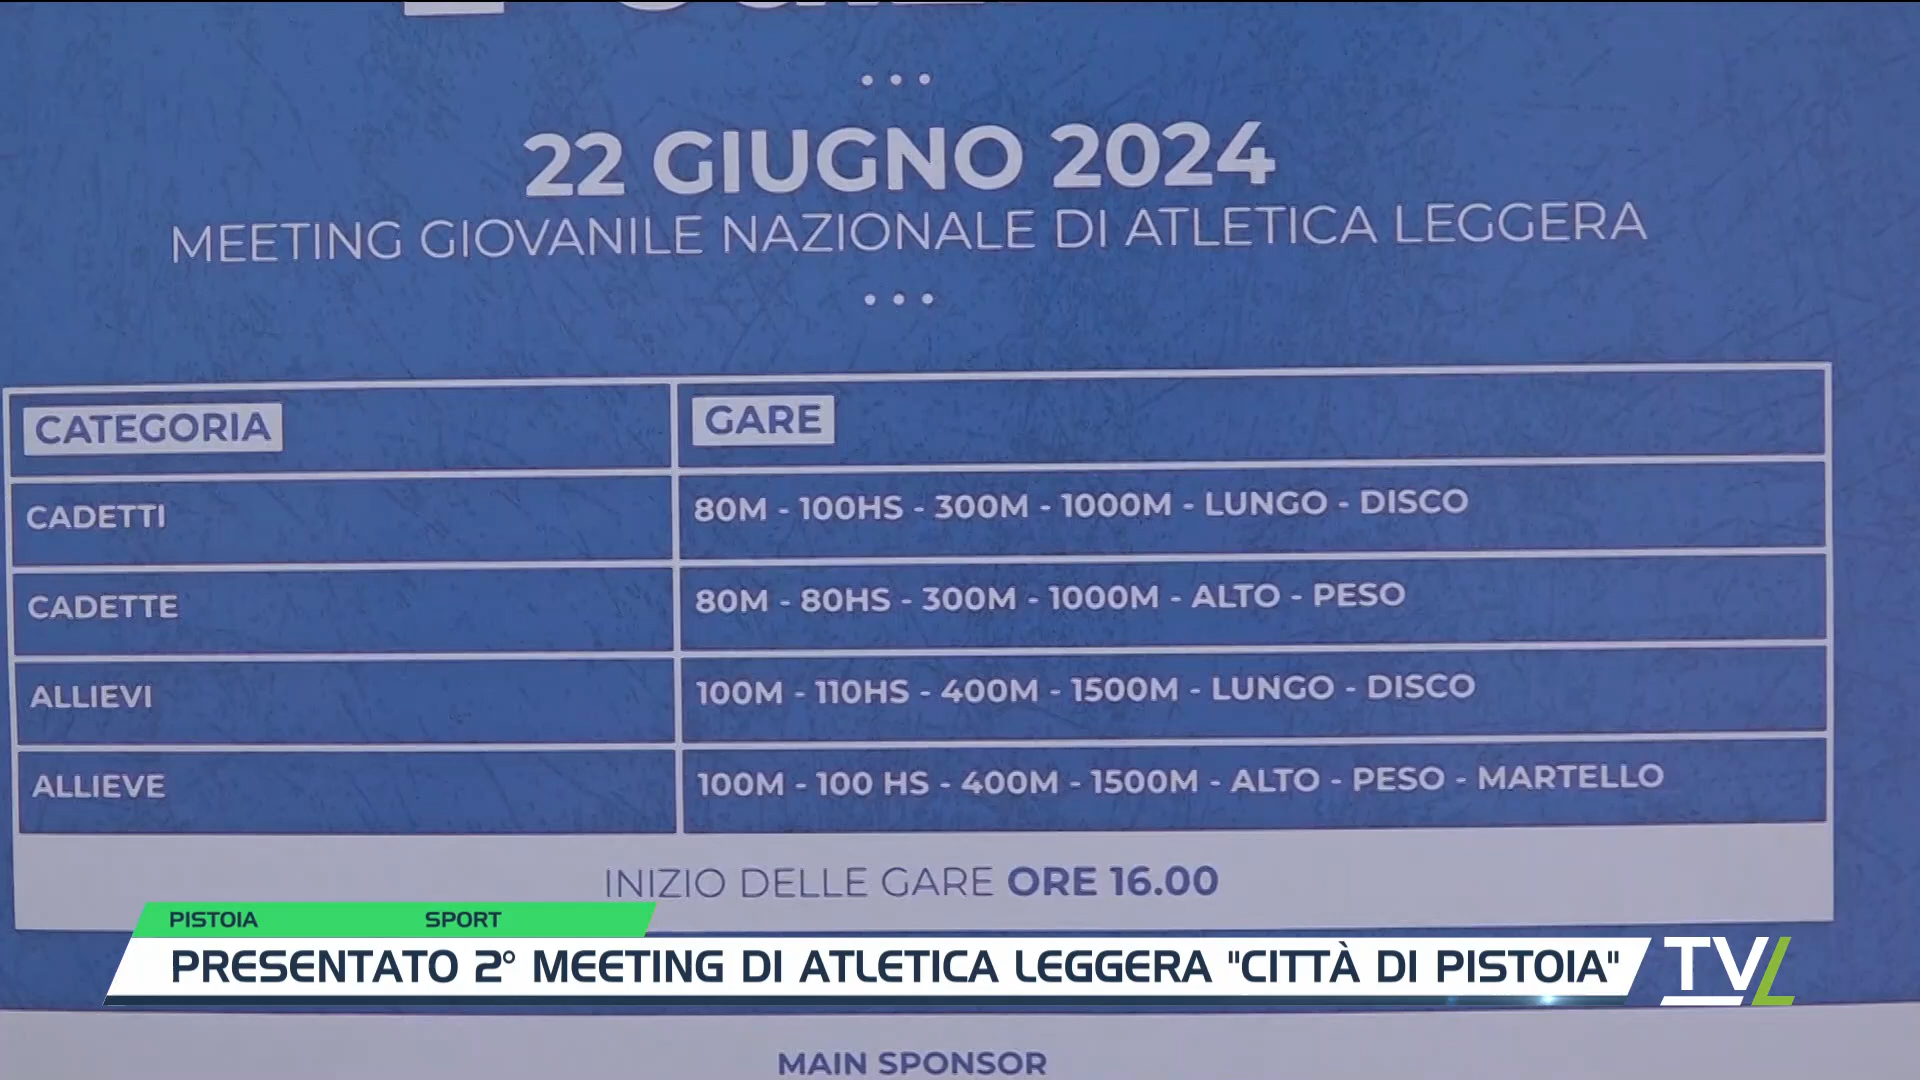 22 GIUGNO 2024
MEETING GIOVANILE NAZIONALE DI ATLETICA LEGGERA
CATEGORIA GARE
CADETTI 80M - 100HS - 300M - 1000M - LUNGO - DISCO
CADETTE 80M - 80HS - 300M - 1000M - ALTO - PESO
ALLIEVI 100M - 110HS - 400M - 1500M - LUNGO - DISCO
ALLIEVE 100M - 100 HS - 400M - 1500M - ALTO - PESO - MARTELLO
INIZIO DELLE GARE ORE 16.00
PISTOIA SPORT
PRESENTATO 2° MEETING DI ATLETICA LEGGERA "CITTÀ DI PISTOIA"
TVL
MAIN SPONSOR